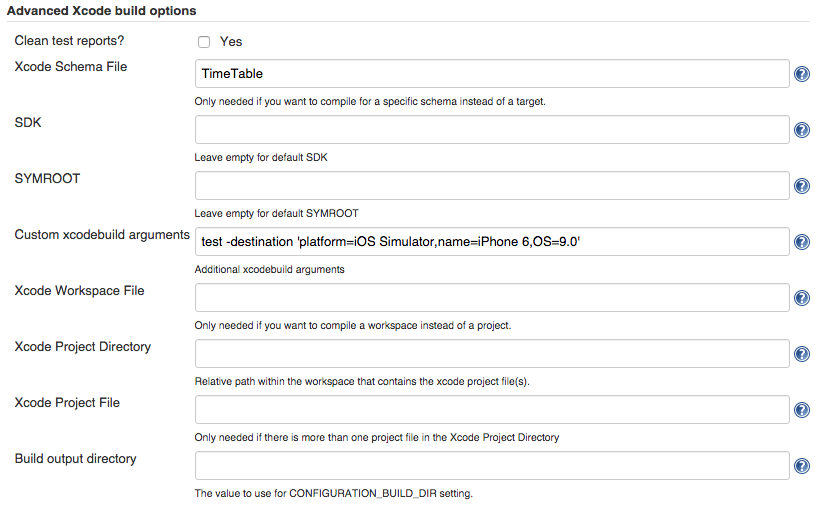 Advanced Xcode build options
Clean test reports? Yes
Xcode Schema File TimeTable ?
Only needed if you want to compile for a specific schema instead of a target.
SDK ?
Leave empty for default SDK
SYMROOT ?
Leave empty for default SYMROOT
Custom xcodebuild arguments test -destination 'platform=iOS Simulator,name=iPhone 6,OS=9.0' ?
Additional xcodebuild arguments
Xcode Workspace File ?
Only needed if you want to compile a workspace instead of a project.
Xcode Project Directory ?
Relative path within the workspace that contains the xcode project file(s).
Xcode Project File ?
Only needed if there is more than one project file in the Xcode Project Directory
Build output directory ?
The value to use for CONFIGURATION_BUILD_DIR setting.